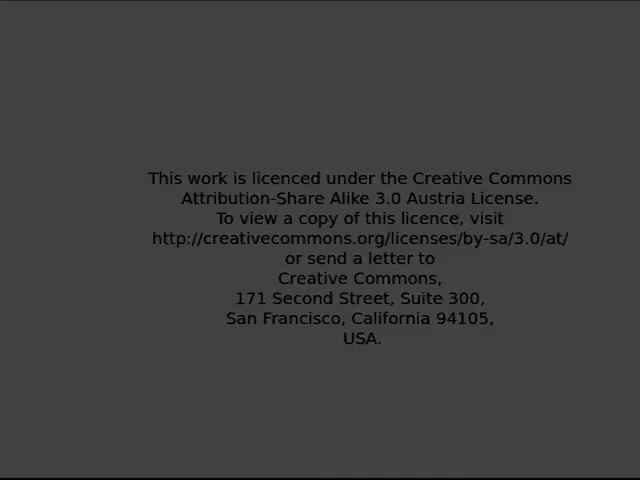 This work is licenced under the Creative Commons
Attribution-Share Alike 3.0 Austria License.
To view a copy of this licence, visit
http://creativecommons.org/licenses/by-sa/3.0/at/
or send a letter to
Creative Commons,
171 Second Street, Suite 300,
San Francisco, California 94105,
USA.